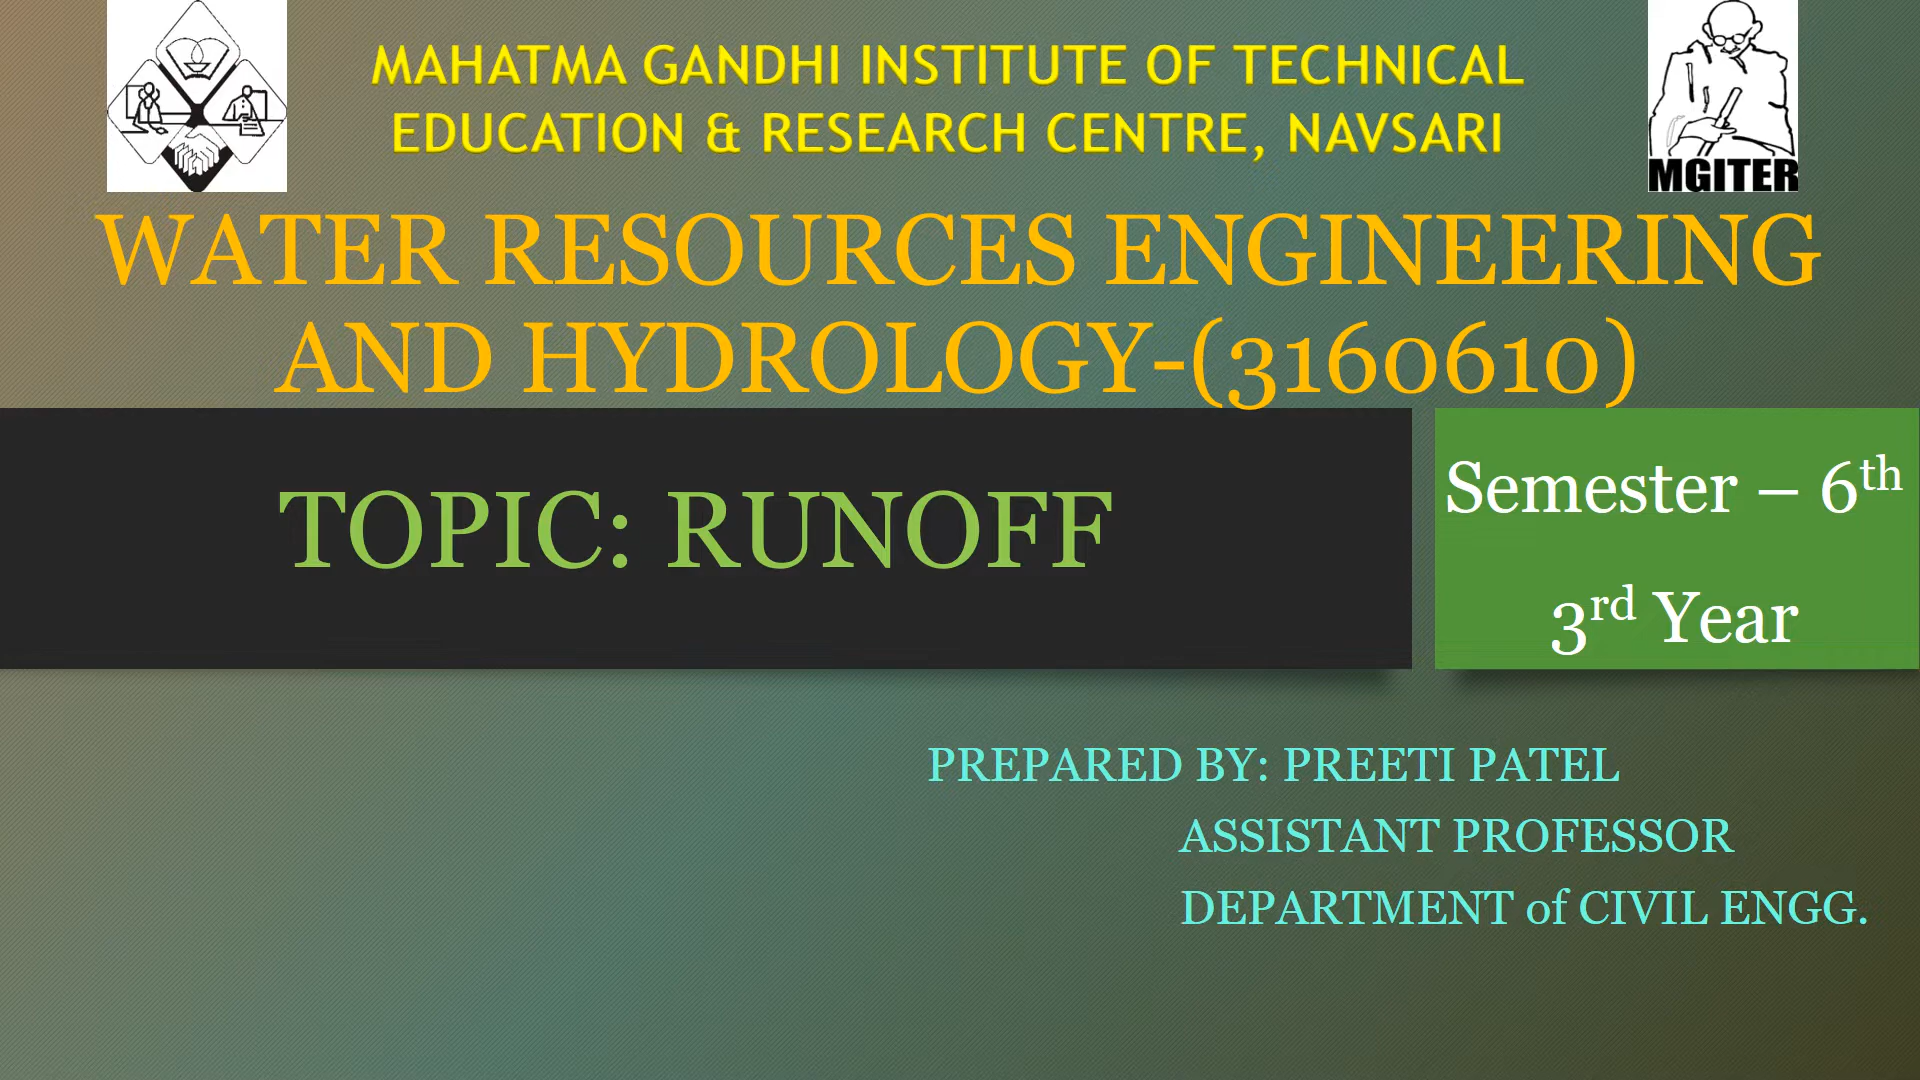 MAHATMA GANDHI INSTITUTE OF TECHNICAL
EDUCATION & RESEARCH CENTRE, NAVSARI
MGITER
WATER RESOURCES ENGINEERING
AND HYDROLOGY-(3160610)
TOPIC: RUNOFF
Semester – 6th
3rd Year
PREPARED BY: PREETI PATEL
ASSISTANT PROFESSOR
DEPARTMENT of CIVIL ENGG.